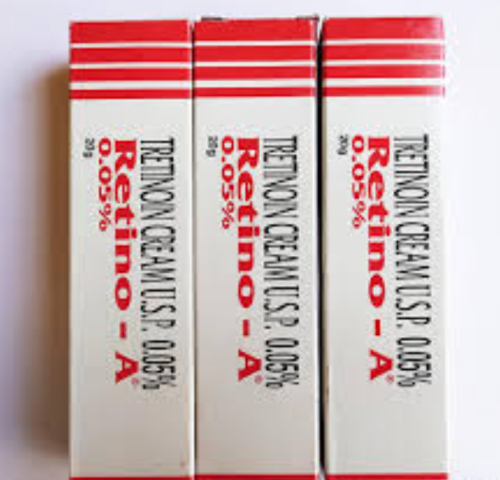 TRETINOIN CREAM U.S.P. 0.05%
Retino - A®
0.05%
20g
TRETINOIN CREAM U.S.P. 0.05%
Retino - A®
0.05%
20g
TRETINOIN CREAM U.S.P. 0.05%
Retino - A®
0.05%
20g